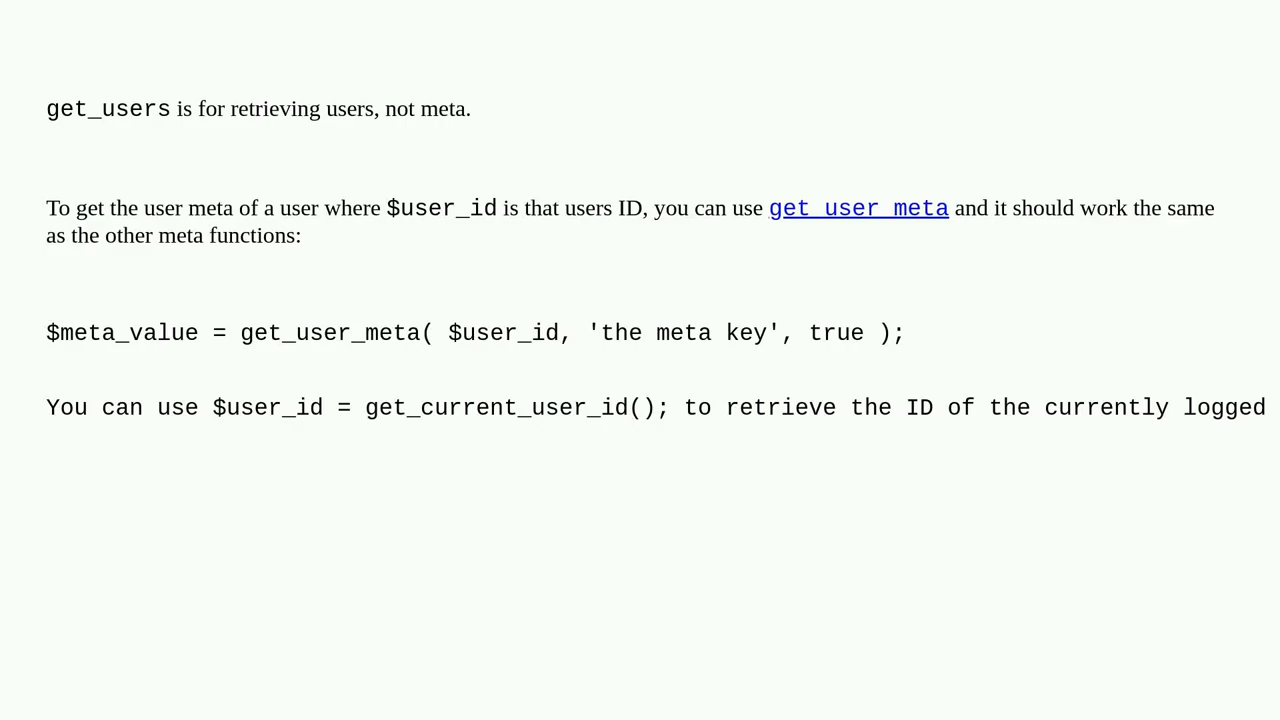 get_users is for retrieving users, not meta.
To get the user meta of a user where $user_id is that users ID, you can use get_user_meta and it should work the same
as the other meta functions:
$meta_value = get_user_meta( $user_id, 'the meta key', true );
You can use $user_id = get_current_user_id(); to retrieve the ID of the currently logged